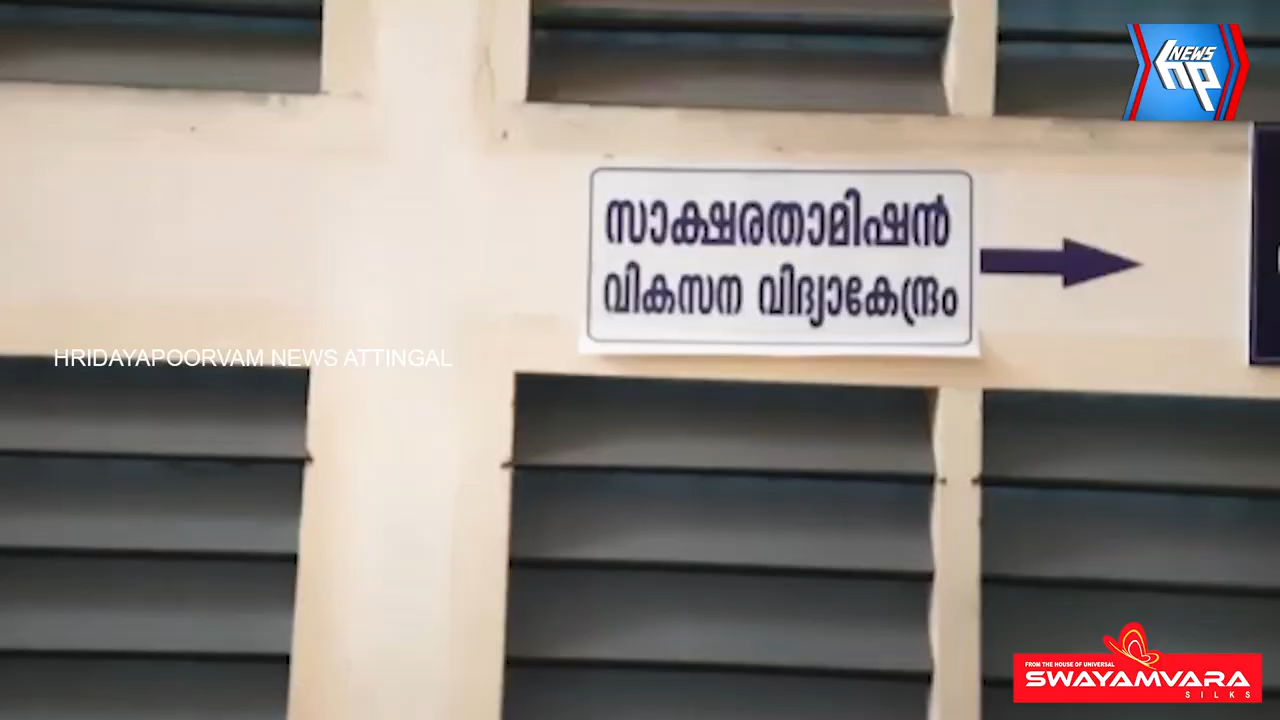 NEWS
hp
സാക്ഷരതാമിഷൻ
വികസന വിദ്യാകേന്ദ്രം
HRIDAYAPOORVAM NEWS ATTINGAL
FROM THE HOUSE OF UNIVERSAL
SWAYAMVARA
SILKS